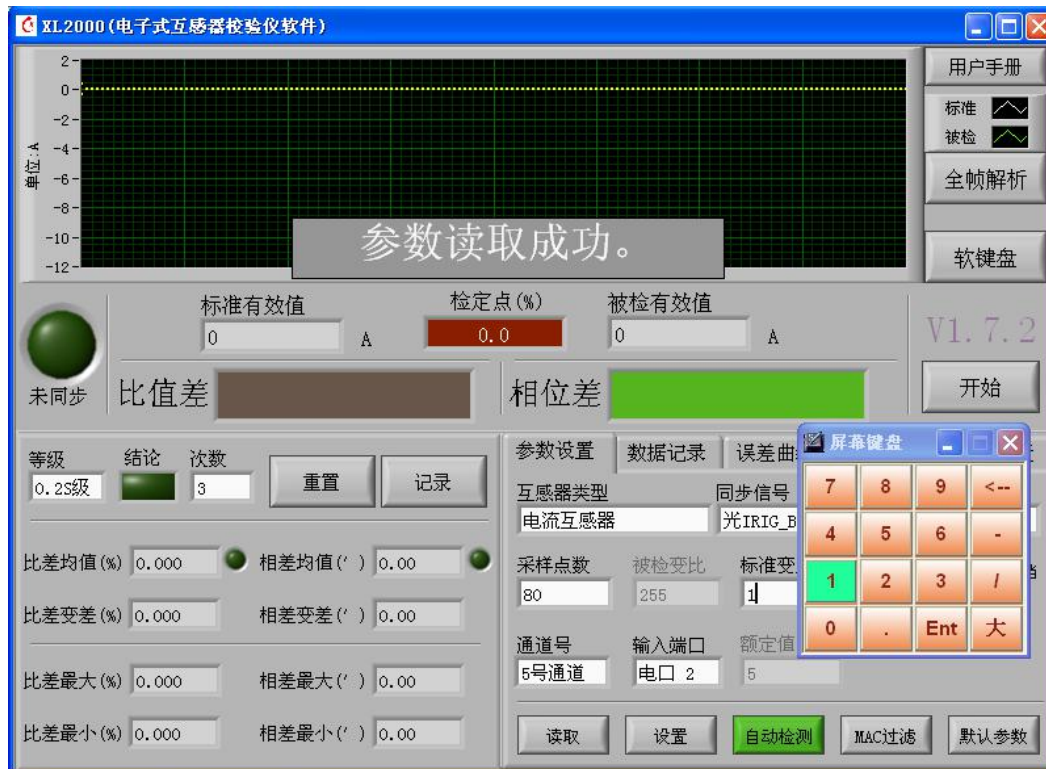 XL2000(电子式互感器校验仪软件)
2
0
-2
-4
-6
-8
-10
-12
单位:A
参数读取成功。
用户手册
标准
被检
全帧解析
软键盘
标准有效值 检定点(%) 被检有效值
0 A 0.0 0 A
V1.7.2
未同步 比值差 相位差 开始
等级 结论 次数
0.2S级 3 重置 记录
比差均值(%) 0.000 相差均值(′) 0.00
比差变差(%) 0.000 相差变差(′) 0.00
比差最大(%) 0.000 相差最大(′) 0.00
比差最小(%) 0.000 相差最小(′) 0.00
参数设置 数据记录 误差曲
互感器类型 同步信号
电流互感器 光IRIG_B
采样点数 被检变比 标准变
80 255 1
通道号 输入端口 额定值
5号通道 电口 2 5
读取 设置 自动检测 MAC过滤 默认参数
屏幕键盘
7 8 9 <--
4 5 6 -
1 2 3 /
0 . Ent 大